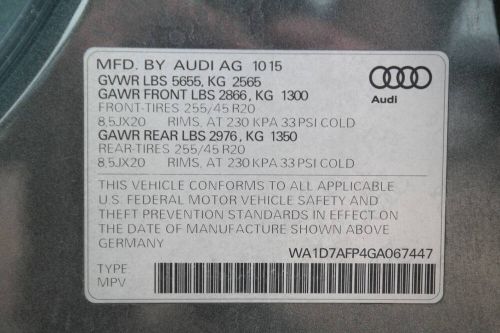 MFD. BY AUDI AG 1015
GVWR LBS 5655, KG 2565
GAWR FRONT LBS 2866, KG 1300
FRONT-TIRES 255/45 R20
8,5JX20 RIMS, AT 230 KPA 33 PSI COLD
GAWR REAR LBS 2976, KG 1350
REAR-TIRES 255/45 R20
8,5JX20 RIMS, AT 230 KPA 33 PSI COLD
Audi
THIS VEHICLE CONFORMS TO ALL APPLICABLE
U.S. FEDERAL MOTOR VEHICLE SAFETY AND
THEFT PREVENTION STANDARDS IN EFFECT ON
THE DATE OF MANUFACTURE SHOWN ABOVE
GERMANY
WA1D7AFP4GA067447
TYPE
MPV